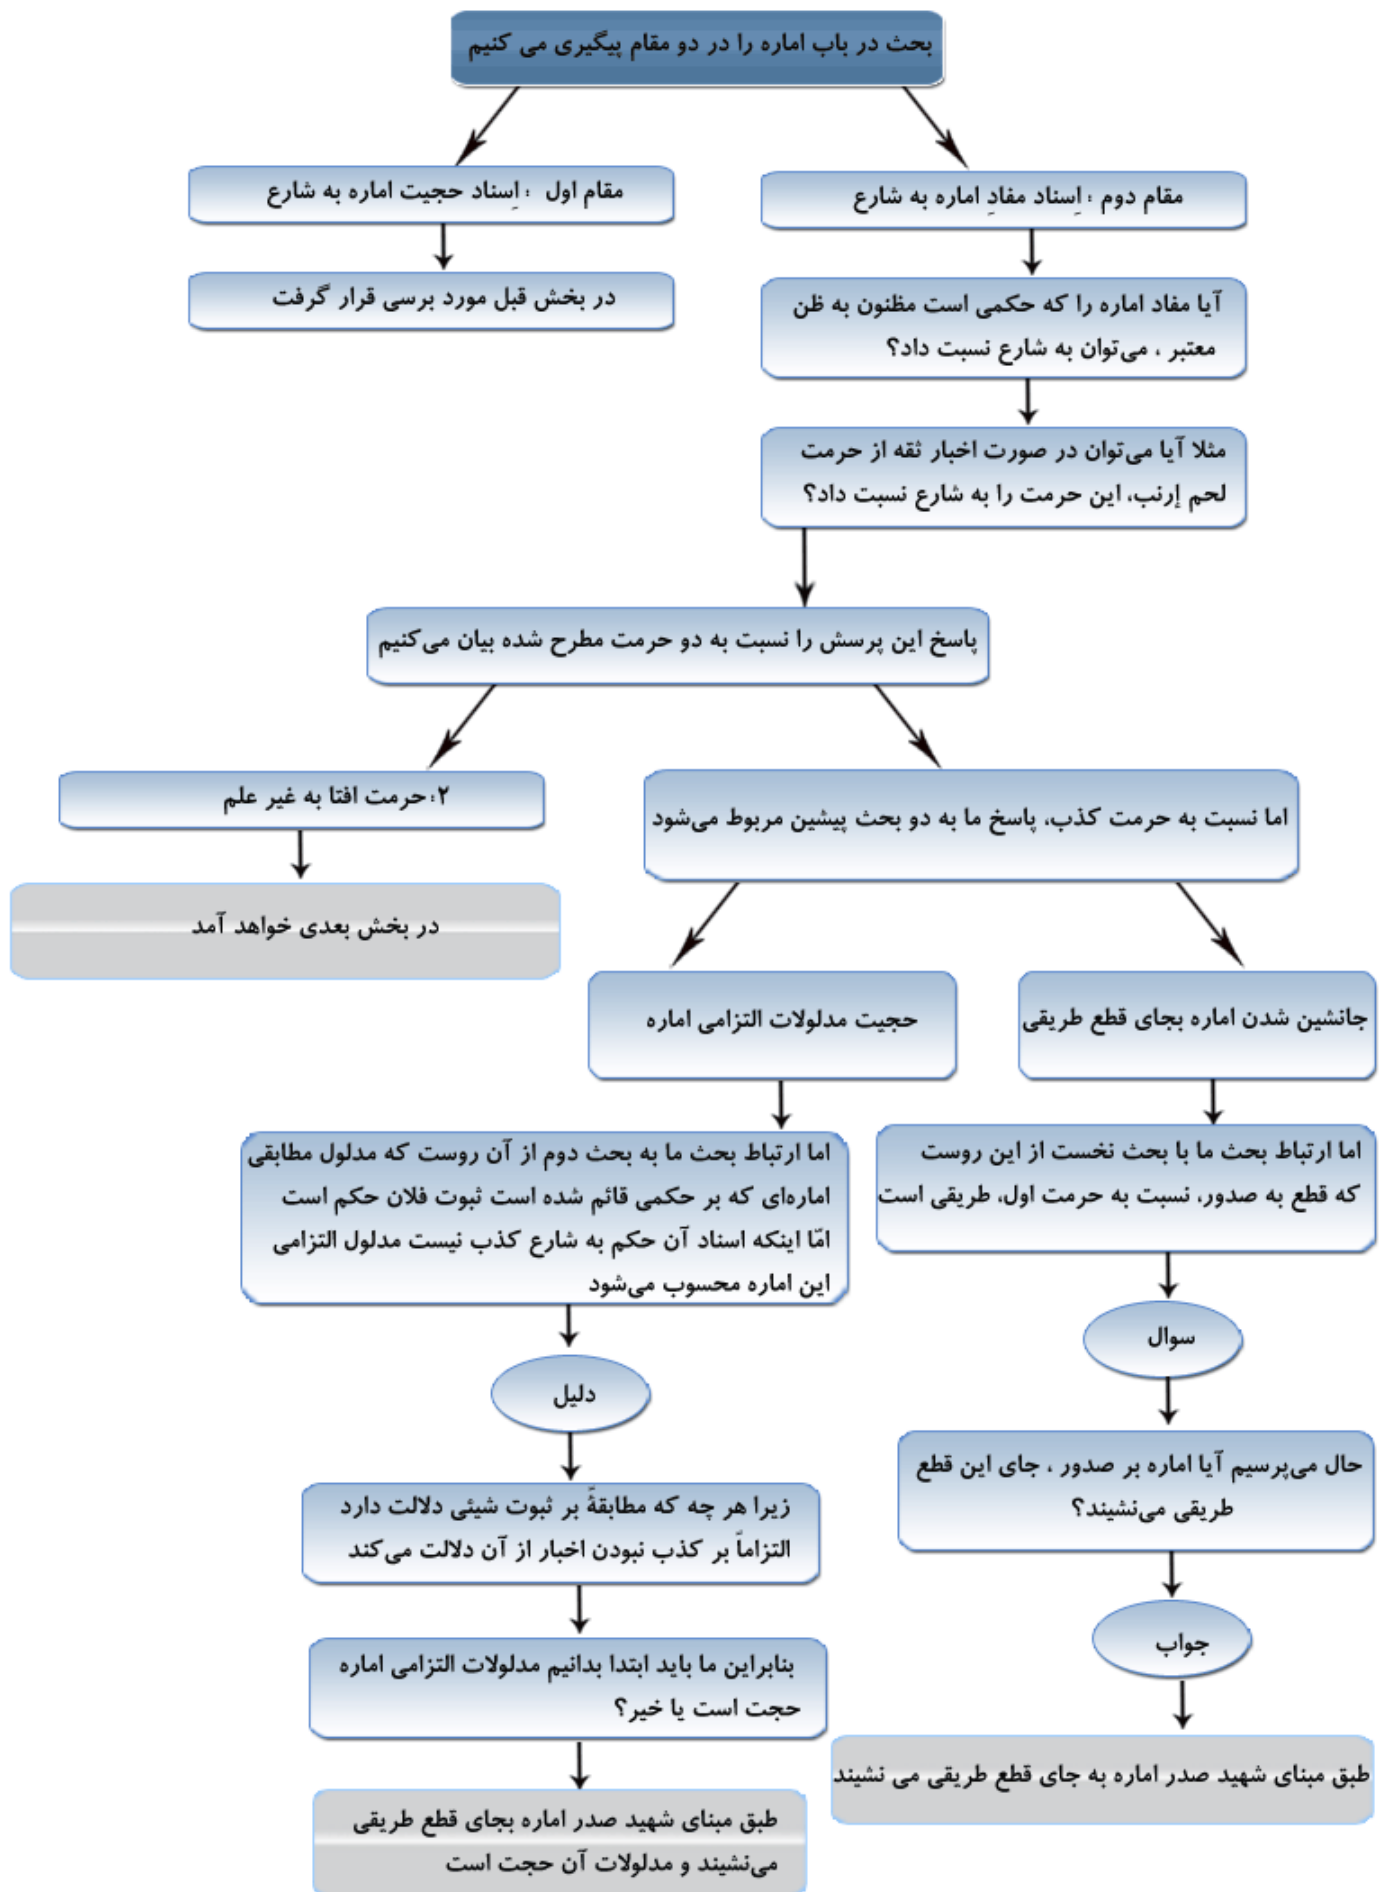 بحث در باب اماره را در دو مقام پیگیری می کنیم
مقام دوم : اِسناد مفادِ اماره به شارع
مقام اول : اِسناد حجیت اماره به شارع
در بخش قبل مورد برسی قرار گرفت
آیا مفاد اماره را که حکمی است مظنون به ظن
معتبر ، می‌توان به شارع نسبت داد؟
مثلا آیا می‌توان در صورت اخبار ثقه از حرمت
لحم إرنب، این حرمت را به شارع نسبت داد؟
پاسخ این پرسش را نسبت به دو حرمت مطرح شده بیان می‌کنیم
اما نسبت به حرمت کذب، پاسخ ما به دو بحث پیشین مربوط می‌شود
۲: حرمت افتا به غیر علم
در بخش بعدی خواهد آمد
جانشین شدن اماره بجای قطع طریقی
حجیت مدلولات التزامی اماره
اما ارتباط بحث ما با بحث نخست از این روست
که قطع به صدور، نسبت به حرمت اول، طریقی است
سوال
حال می‌پرسیم آیا اماره بر صدور ، جای این قطع
طریقی می‌نشیند؟
جواب
طبق مبنای شهید صدر اماره به جای قطع طریقی می نشیند
اما ارتباط بحث ما به بحث دوم از آن روست که مدلول مطابقی
اماره‌ای که بر حکمی قائم شده است ثبوت فلان حکم است
امّا اینکه اسناد آن حکم به شارع کذب نیست مدلول التزامی
این اماره محسوب می‌شود
دلیل
زیرا هر چه که مطابقةً بر ثبوت شیئی دلالت دارد
التزاماً بر کذب نبودن اخبار از آن دلالت می‌کند
بنابراین ما باید ابتدا بدانیم مدلولات التزامی اماره
حجت است یا خیر؟
طبق مبنای شهید صدر اماره بجای قطع طریقی
می‌نشیند و مدلولات آن حجت است